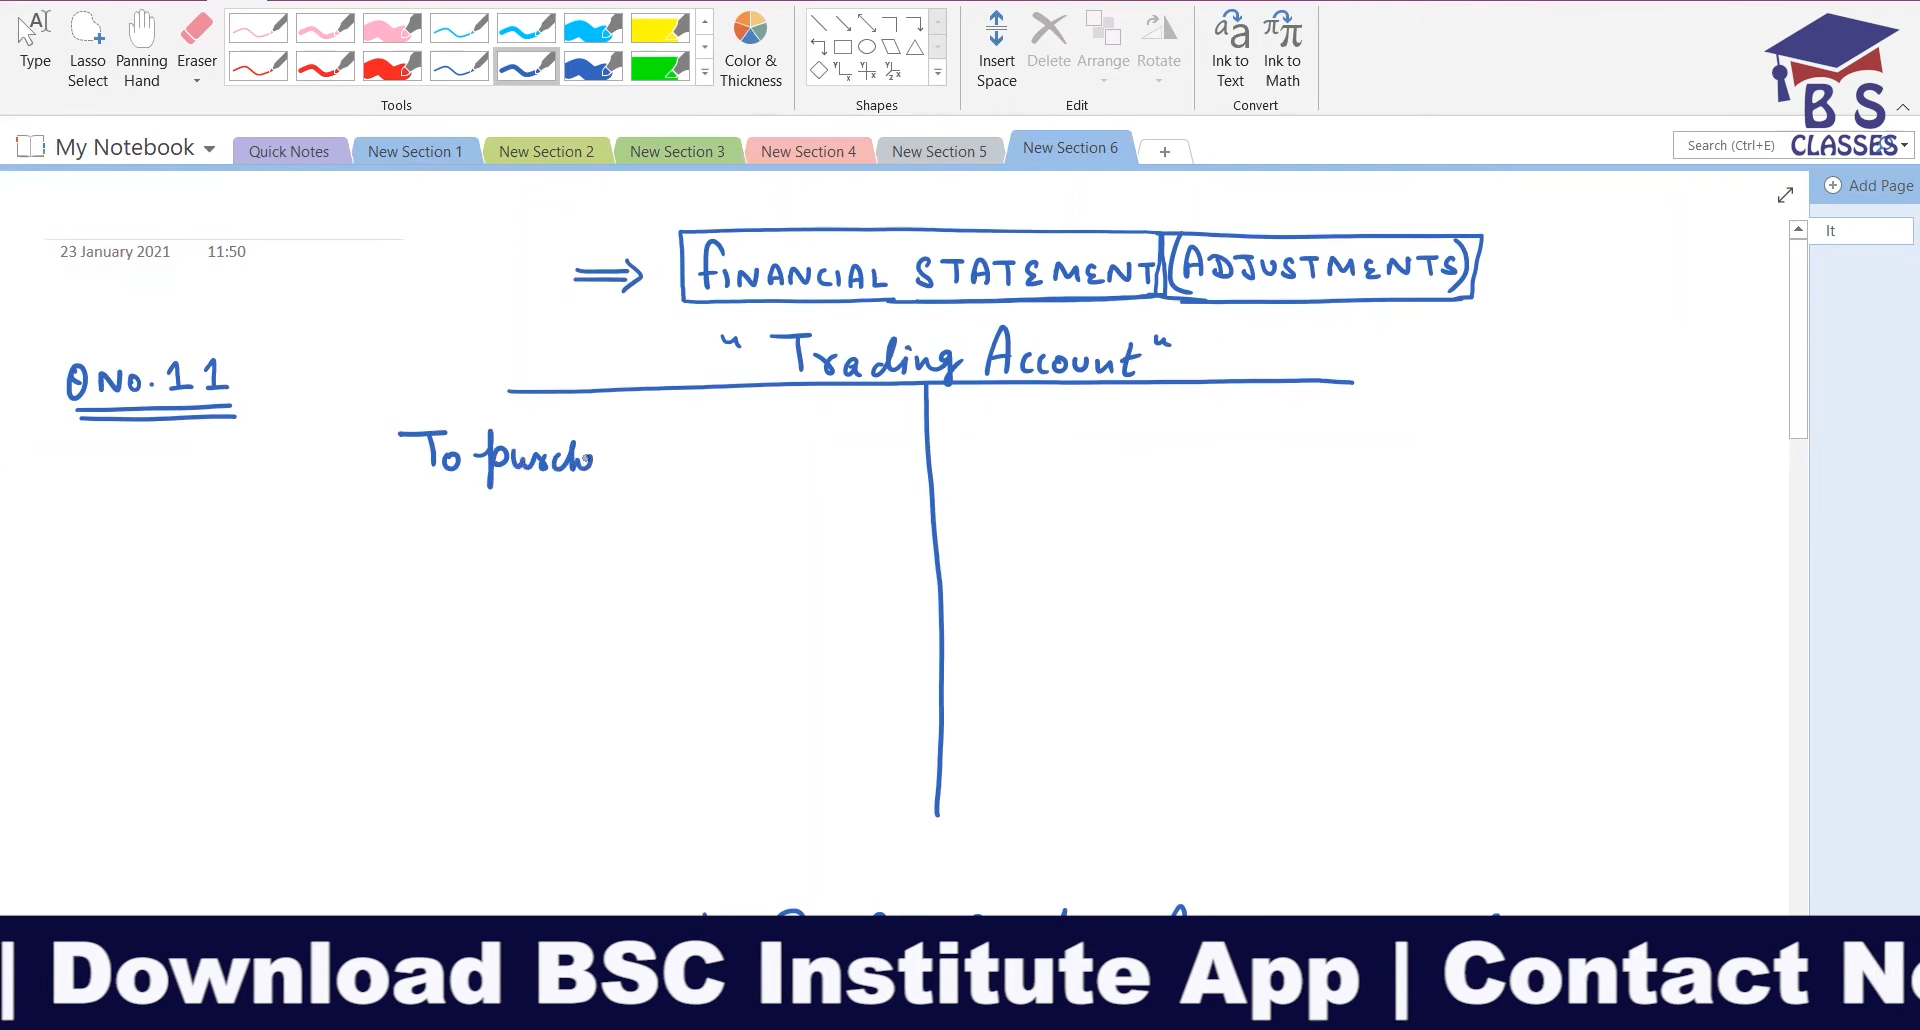 Type
Lasso Select
Panning Hand
Eraser
Color & Thickness
Insert Space
Delete
Arrange
Rotate
Ink to Text
Ink to Math
Tools
Shapes
Edit
Convert
BS
CLASSES
My Notebook
Quick Notes
New Section 1
New Section 2
New Section 3
New Section 4
New Section 5
New Section 6
+
Search (Ctrl+E)
Add Page
It
23 January 2021 11:50
⇒ FINANCIAL STATEMENT (ADJUSTMENTS)
" Trading Account "
Q No. 11
To purcha
| Download BSC Institute App | Contact N